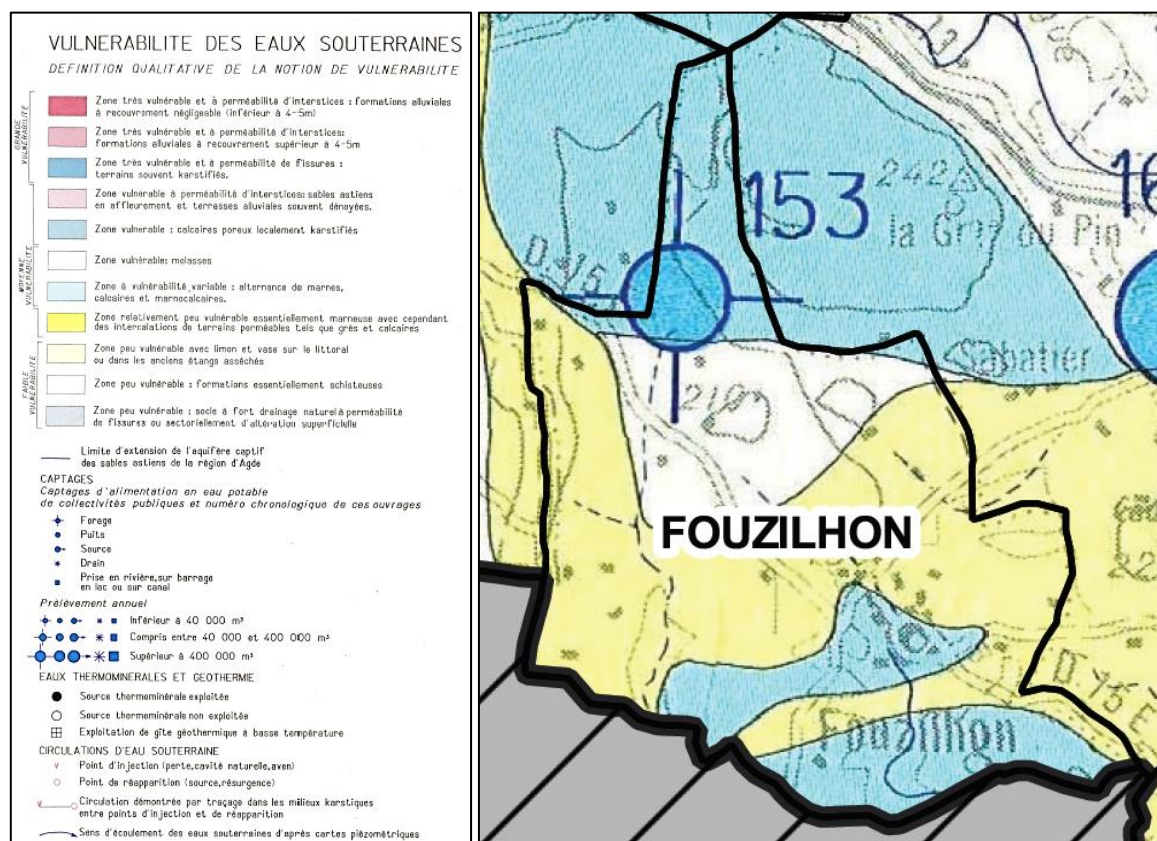 VULNERABILITE DES EAUX SOUTERRAINES
DEFINITION QUALITATIVE DE LA NOTION DE VULNERABILITE
GRANDE VULNERABILITE
Zone très vulnérable et à perméabilité d'interstices : formations alluviales
à recouvrement négligeable (inférieur à 4-5m)
Zone très vulnérable et à perméabilité d'interstices:
formations alluviales à recouvrement supérieur à 4-5m
Zone très vulnérable et à perméabilité de fissures :
terrains souvent karstifiés.
Zone vulnérable à perméabilité d'interstices: sables astiens
en affleurement et terrasses alluviales souvent dénoyées.
Zone vulnerable : calcaires poreux localement karstifiés
MOYENNE VULNERABILITE
Zone vulnérable: molasses
Zone à vulnérabilité variable : alternance de marnes,
calcaires et marnocalcaires.
Zone relativement peu vulnérable essentiellement marneuse avec cependant
des intercalations de terrains perméables tels que grès et calcaires
FAIBLE VULNERABILITE
Zone peu vulnérable avec limon et vase sur le littoral
ou dans les anciens étangs asséchés
Zone peu vulnérable : formations essentiellement schisteuses
Zone peu vulnérable : socle à fort drainage naturel à perméabilité
de fissures ou sectoriellement d'altération superficielle
Limite d'extension de l'aquifère captif
des sables astiens de la région d'Agde
CAPTAGES
Captages d'alimentation en eau potable
de collectivités publiques et numéro chronologique de ces ouvrages
Forage
Puits
Source
Drain
Prise en rivière, sur barrage
en lac ou sur canal
Prélèvement annuel
Inférieur à 40 000 m³
Compris entre 40 000 et 400 000 m³
Supérieur à 400 000 m³
EAUX THERMOMINERALES ET GEOTHERMIE
Source thermominérale exploitée
Source thermominérale non exploitée
Exploitation de gîte géothermique à basse température
CIRCULATIONS D'EAU SOUTERRAINE
Point d'injection (perte, cavité naturelle, aven)
Point de réapparition (source, résurgence)
Circulation démontrée par traçage dans les milieux karstiques
entre points d'injection et de réapparition
Sens d'écoulement des eaux souterraines d'après cartes piézométriques
153
242
du Pin
16
Sabatier
FOUZILHON
Fouzilhon
D 15 E